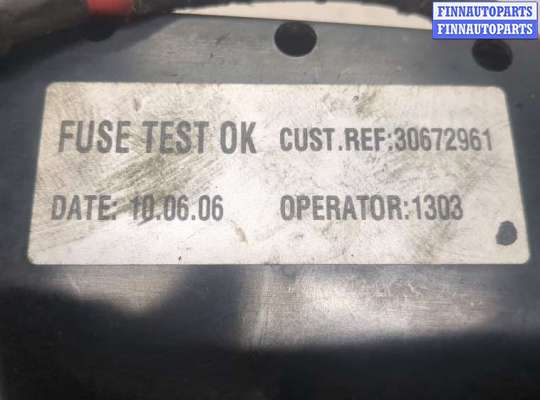 FINNAUTOPARTS
FINNAUTOPARTS
FUSE TEST OK CUST.REF:30672961
DATE: 10.06.06 OPERATOR:1303